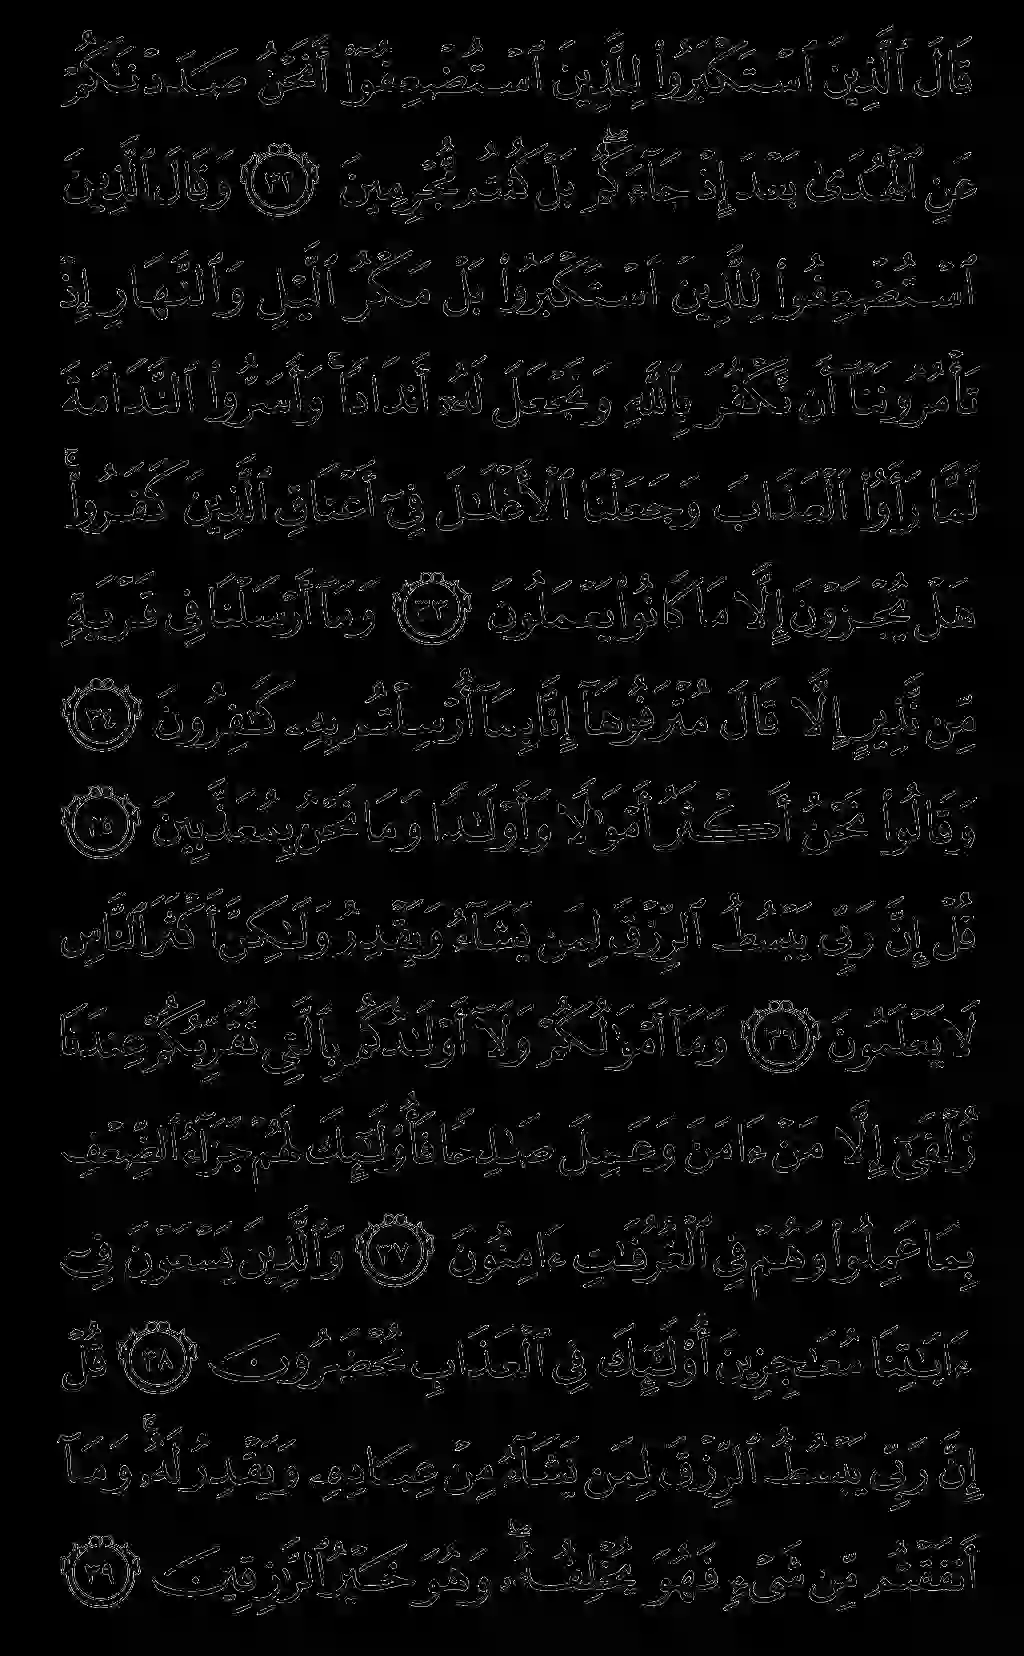 قَالَ ٱلَّذِينَ ٱسْتَكْبَرُوا۟ لِلَّذِينَ ٱسْتُضْعِفُوٓا۟ أَنَحْنُ صَدَدْنَٰكُمْ
عَنِ ٱلْهُدَىٰ بَعْدَ إِذْ جَآءَكُم ۖ بَلْ كُنتُم مُّجْرِمِينَ ٣٢ وَقَالَ ٱلَّذِينَ
ٱسْتُضْعِفُوا۟ لِلَّذِينَ ٱسْتَكْبَرُوا۟ بَلْ مَكْرُ ٱلَّيْلِ وَٱلنَّهَارِ إِذْ
تَأْمُرُونَنَآ أَن نَّكْفُرَ بِٱللَّهِ وَنَجْعَلَ لَهُۥٓ أَندَادًا ۚ وَأَسَرُّوا۟ ٱلنَّدَامَةَ
لَمَّا رَأَوُا۟ ٱلْعَذَابَ وَجَعَلْنَا ٱلْأَغْلَٰلَ فِىٓ أَعْنَاقِ ٱلَّذِينَ كَفَرُوا۟ ۚ
هَلْ يُجْزَوْنَ إِلَّا مَا كَانُوا۟ يَعْمَلُونَ ٣٣ وَمَآ أَرْسَلْنَا فِى قَرْيَةٍ
مِّن نَّذِيرٍ إِلَّا قَالَ مُتْرَفُوهَآ إِنَّا بِمَآ أُرْسِلْتُم بِهِۦ كَٰفِرُونَ ٣٤
وَقَالُوا۟ نَحْنُ أَكْثَرُ أَمْوَٰلًا وَأَوْلَٰدًا وَمَا نَحْنُ بِمُعَذَّبِينَ ٣٥
قُلْ إِنَّ رَبِّى يَبْسُطُ ٱلرِّزْقَ لِمَن يَشَآءُ وَيَقْدِرُ وَلَٰكِنَّ أَكْثَرَ ٱلنَّاسِ
لَا يَعْلَمُونَ ٣٦ وَمَآ أَمْوَٰلُكُمْ وَلَآ أَوْلَٰدُكُم بِٱلَّتِى تُقَرِّبُكُمْ عِندَنَا
زُلْفَىٰٓ إِلَّا مَنْ ءَامَنَ وَعَمِلَ صَٰلِحًا فَأُو۟لَٰٓئِكَ لَهُمْ جَزَآءُ ٱلضِّعْفِ
بِمَا عَمِلُوا۟ وَهُمْ فِى ٱلْغُرُفَٰتِ ءَامِنُونَ ٣٧ وَٱلَّذِينَ يَسْعَوْنَ فِىٓ
ءَايَٰتِنَا مُعَٰجِزِينَ أُو۟لَٰٓئِكَ فِى ٱلْعَذَابِ مُحْضَرُونَ ٣٨ قُلْ
إِنَّ رَبِّى يَبْسُطُ ٱلرِّزْقَ لِمَن يَشَآءُ مِنْ عِبَادِهِۦ وَيَقْدِرُ لَهُۥ ۚ وَمَآ
أَنفَقْتُم مِّن شَىْءٍ فَهُوَ يُخْلِفُهُۥ ۖ وَهُوَ خَيْرُ ٱلرَّٰزِقِينَ ٣٩